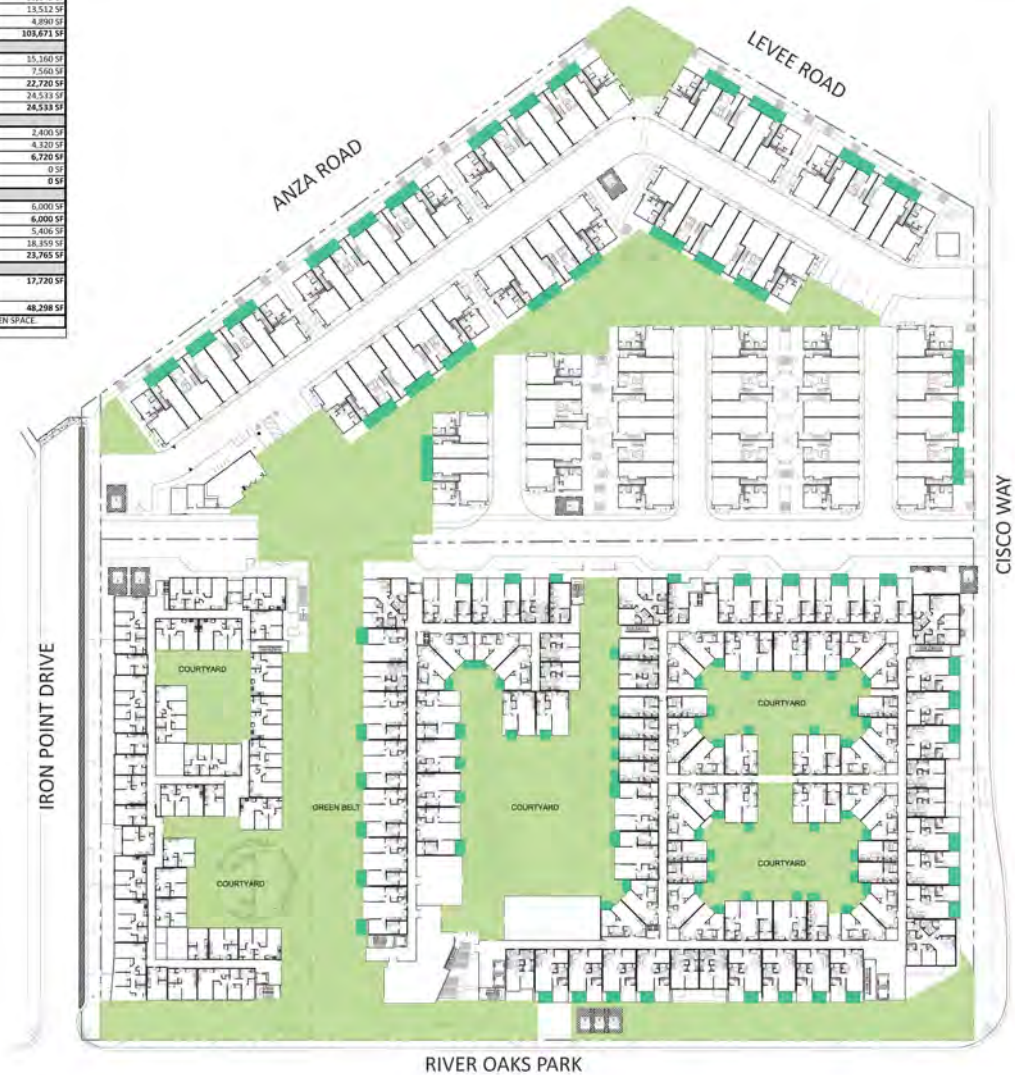 13,512 SF
4,890 SF
103,671 SF
15,160 SF
7,560 SF
22,720 SF
24,533 SF
24,533 SF
2,400 SF
4,320 SF
6,720 SF
0 SF
0 SF
6,000 SF
6,000 SF
5,406 SF
18,359 SF
23,765 SF
17,720 SF
48,298 SF
EN SPACE.
LEVEE ROAD
ANZA ROAD
CISCO WAY
IRON POINT DRIVE
COURTYARD
COURTYARD
GREEN BELT
COURTYARD
COURTYARD
COURTYARD
RIVER OAKS PARK